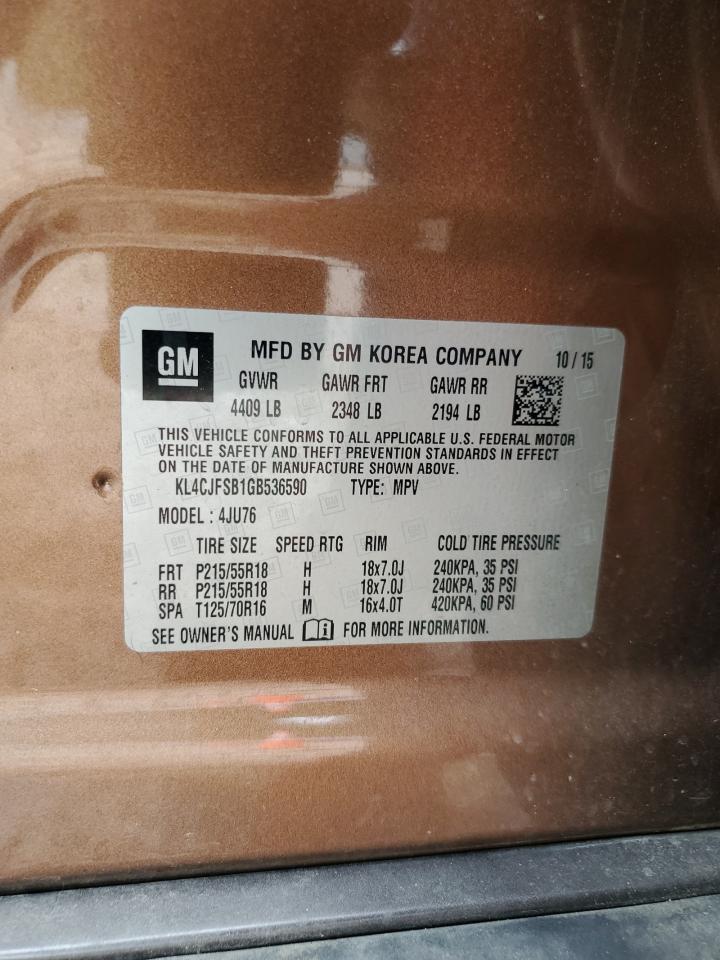 GM MFD BY GM KOREA COMPANY 10 / 15
GVWR GAWR FRT GAWR RR
4409 LB 2348 LB 2194 LB
THIS VEHICLE CONFORMS TO ALL APPLICABLE U.S. FEDERAL MOTOR
VEHICLE SAFETY AND THEFT PREVENTION STANDARDS IN EFFECT
ON THE DATE OF MANUFACTURE SHOWN ABOVE.
KL4CJFSB1GB536590 TYPE: MPV
MODEL : 4JU76
TIRE SIZE SPEED RTG RIM COLD TIRE PRESSURE
FRT P215/55R18 H 18x7.0J 240KPA, 35 PSI
RR P215/55R18 H 18x7.0J 240KPA, 35 PSI
SPA T125/70R16 M 16x4.0T 420KPA, 60 PSI
SEE OWNER'S MANUAL i FOR MORE INFORMATION.